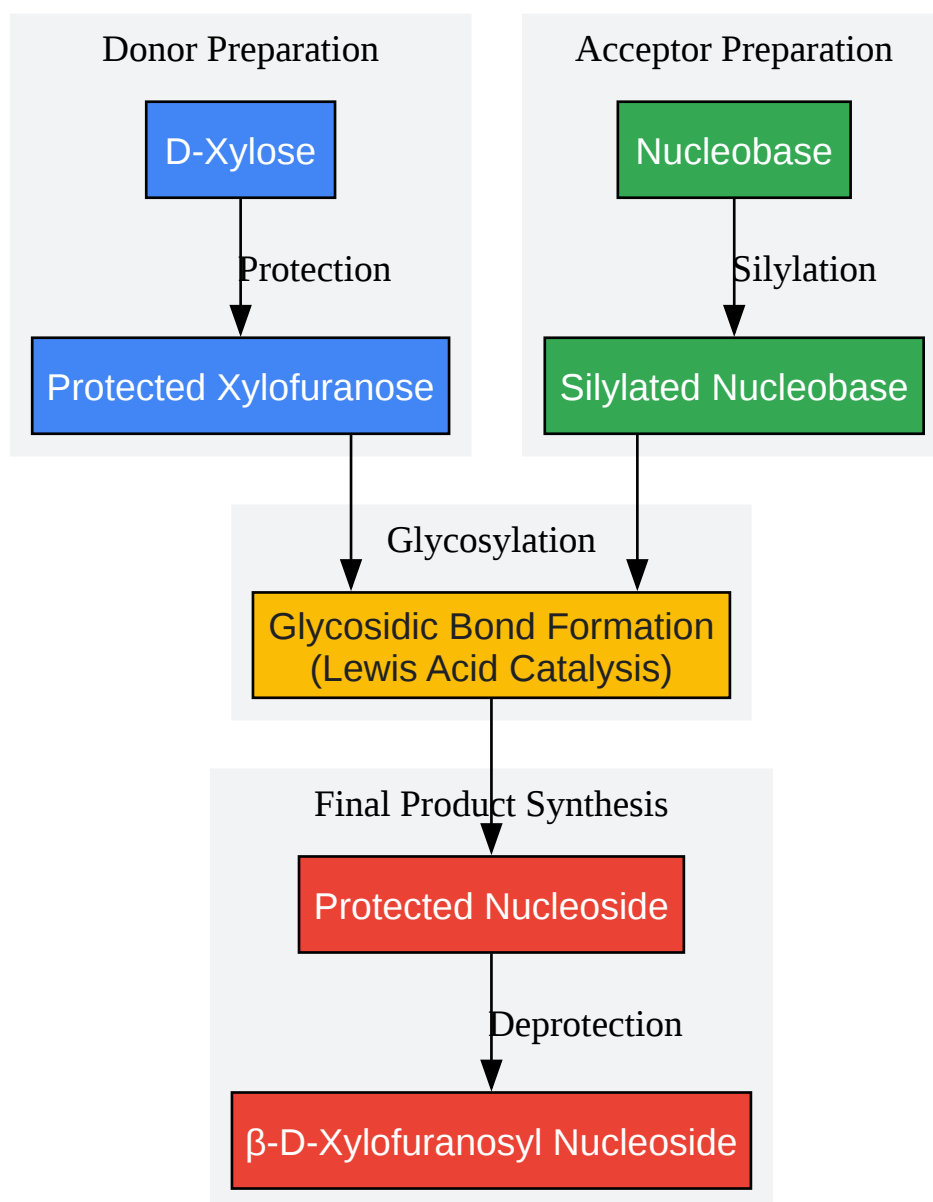 Donor Preparation
Acceptor Preparation
D-Xylose
Nucleobase
Protection
Silylation
Protected Xylofuranose
Silylated Nucleobase
Glycosylation
Glycosidic Bond Formation
(Lewis Acid Catalysis)
Final Product Synthesis
Protected Nucleoside
Deprotection
β-D-Xylofuranosyl Nucleoside